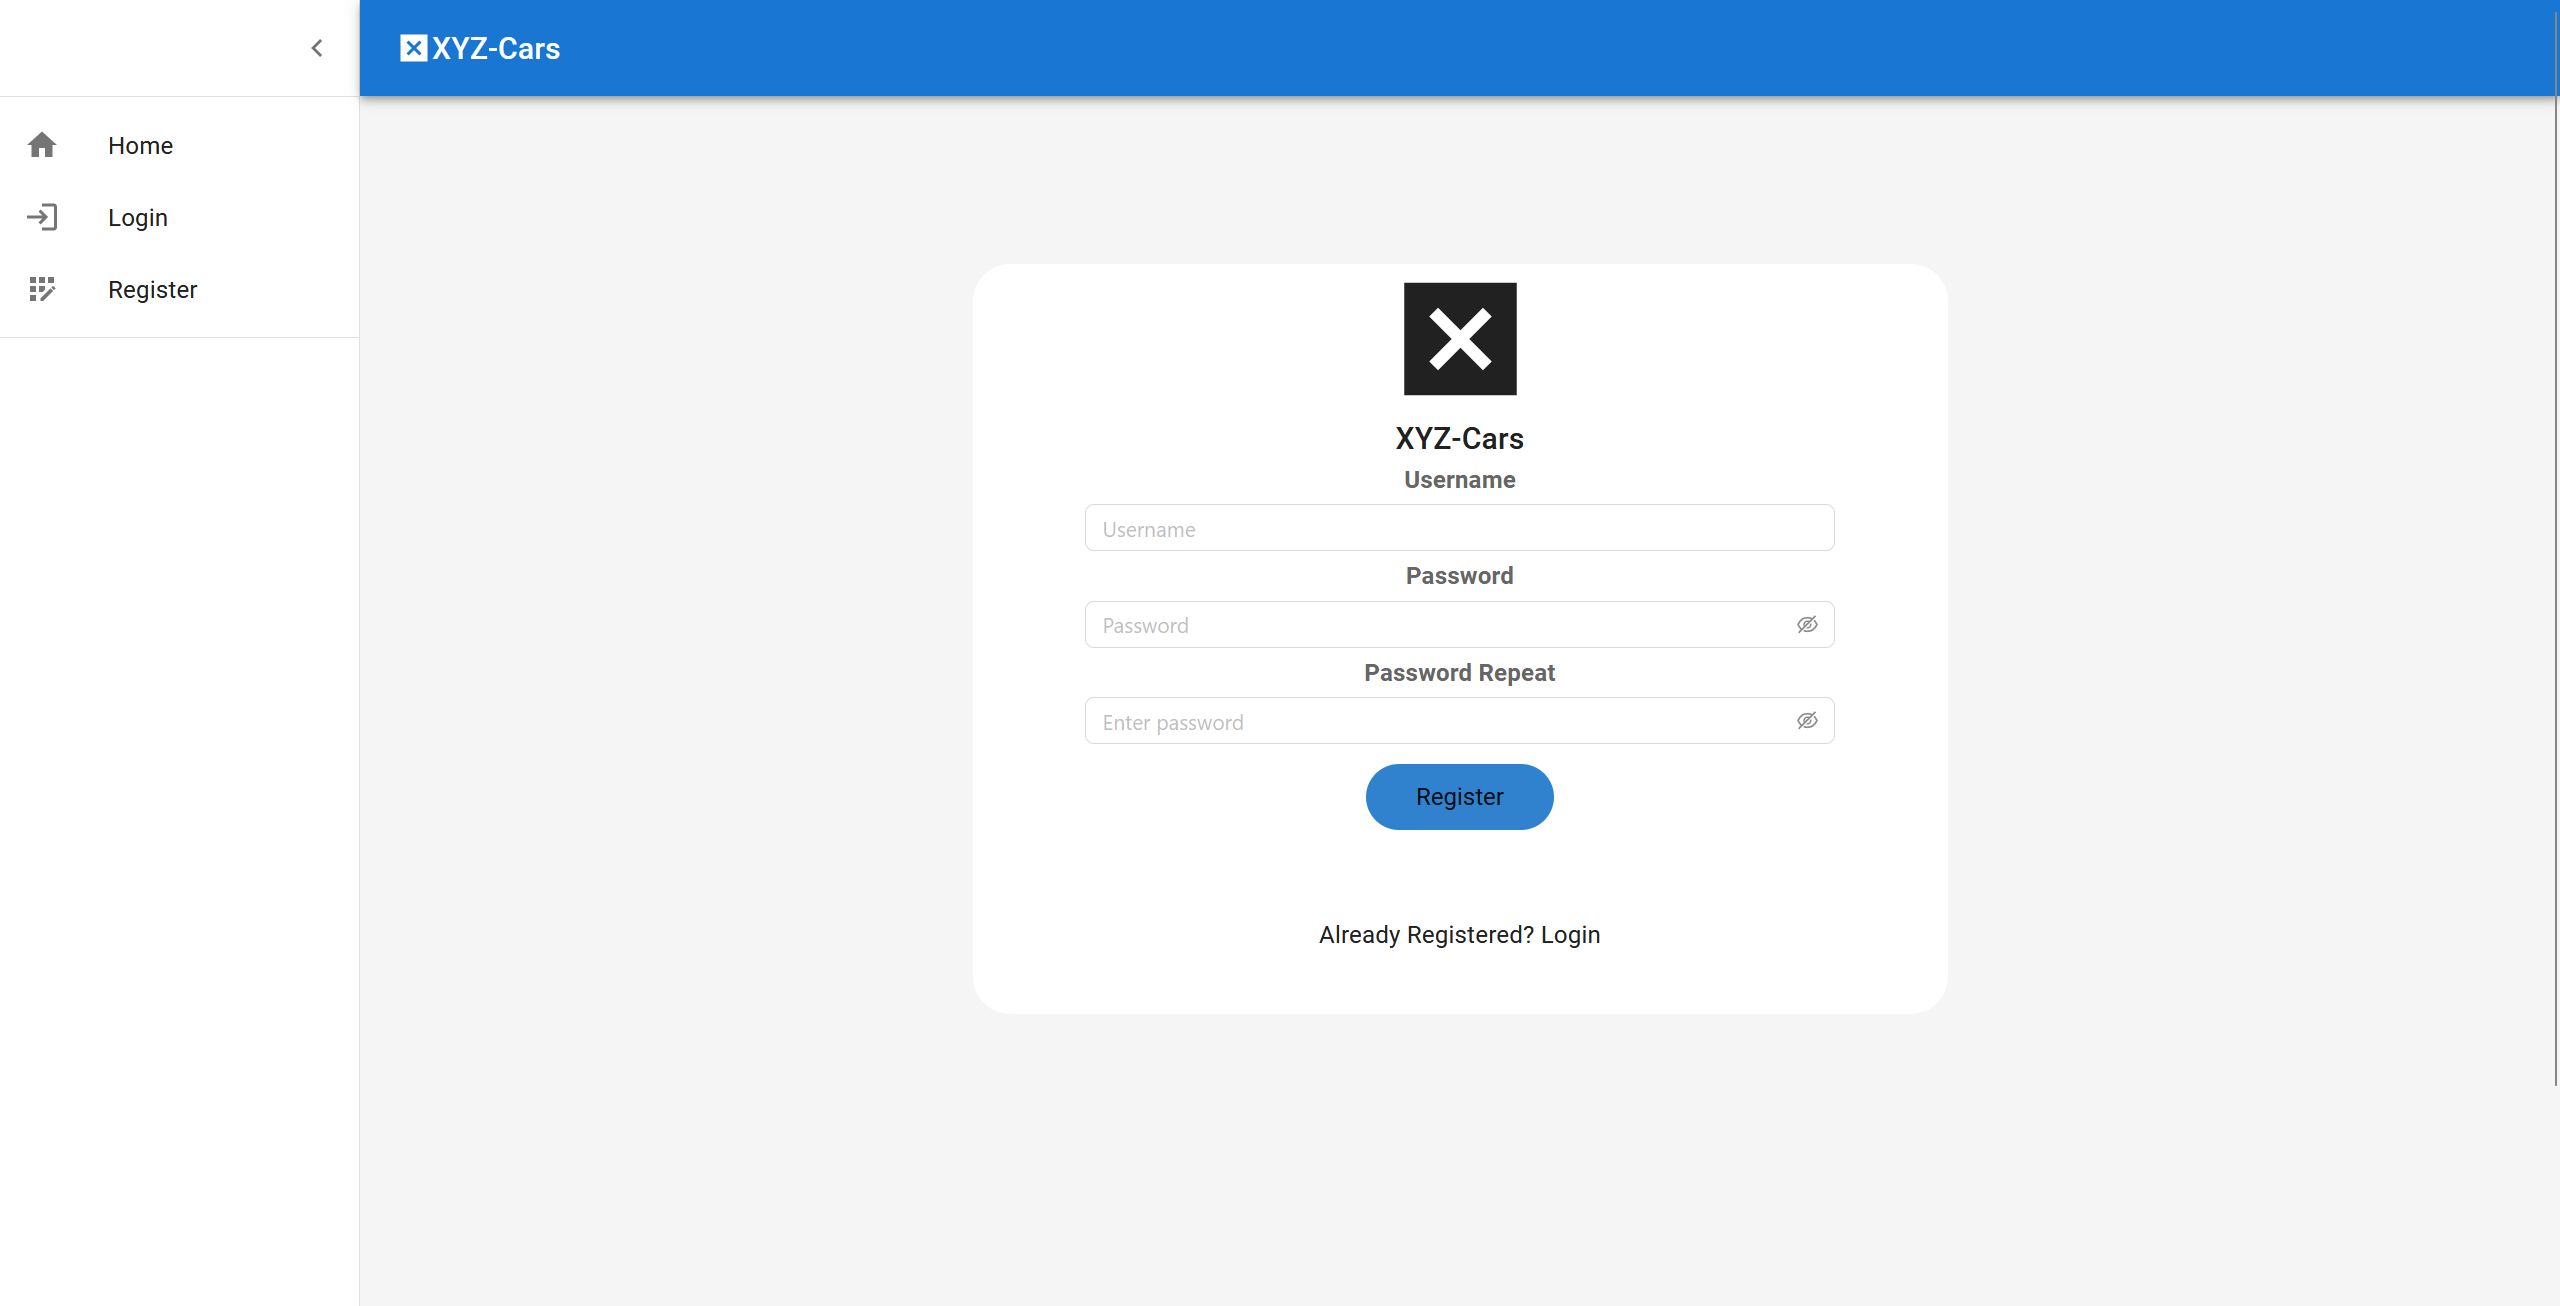 XYZ-Cars
Home
Login
Register
XYZ-Cars
Username
Username
Password
Password
Password Repeat
Enter password
Register
Already Registered? Login